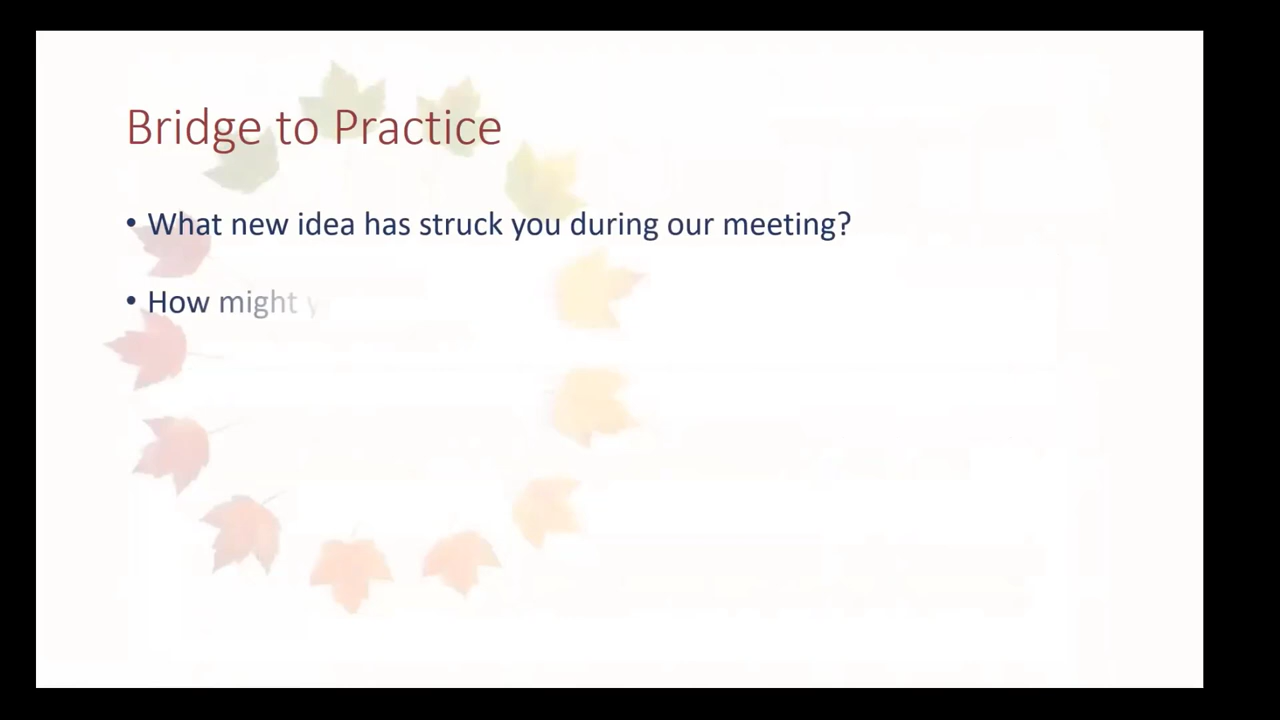 Bridge to Practice
• What new idea has struck you during our meeting?
• How might